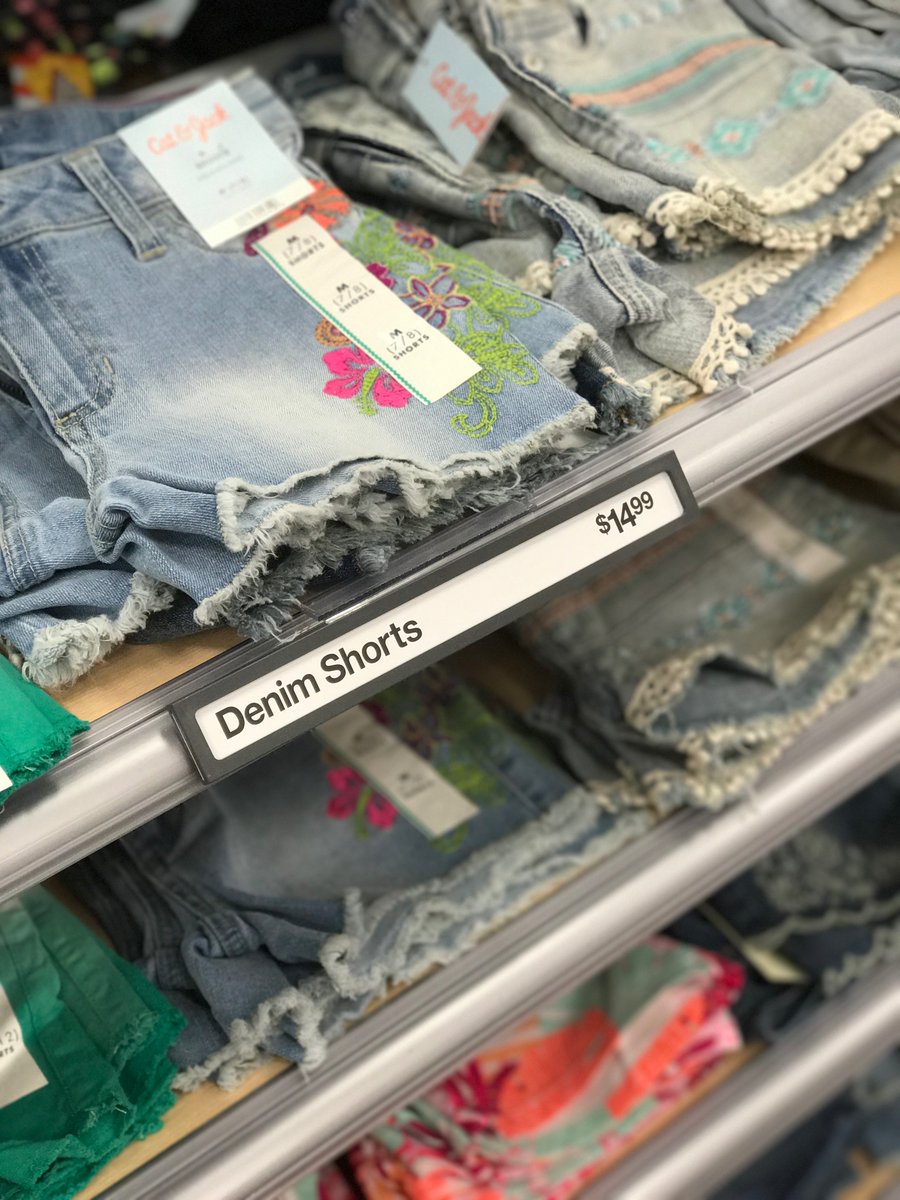 Cat & Jack
Cat & Jack
M
(7/8)
SHORTS
M
(7/8)
SHORTS
M
(7/8)
SHORTS
$14.99
Denim Shorts